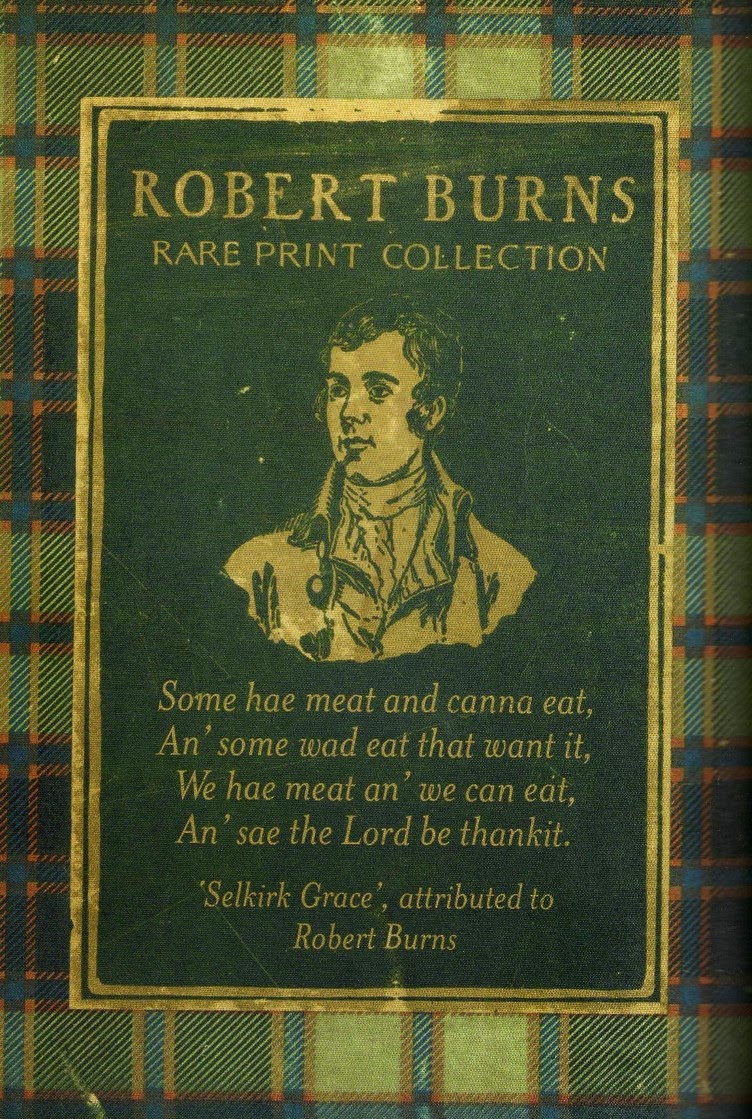 ROBERT BURNS
RARE PRINT COLLECTION
Some hae meat and canna eat,
An' some wad eat that want it,
We hae meat an' we can eat,
An' sae the Lord be thankit.
'Selkirk Grace', attributed to
Robert Burns